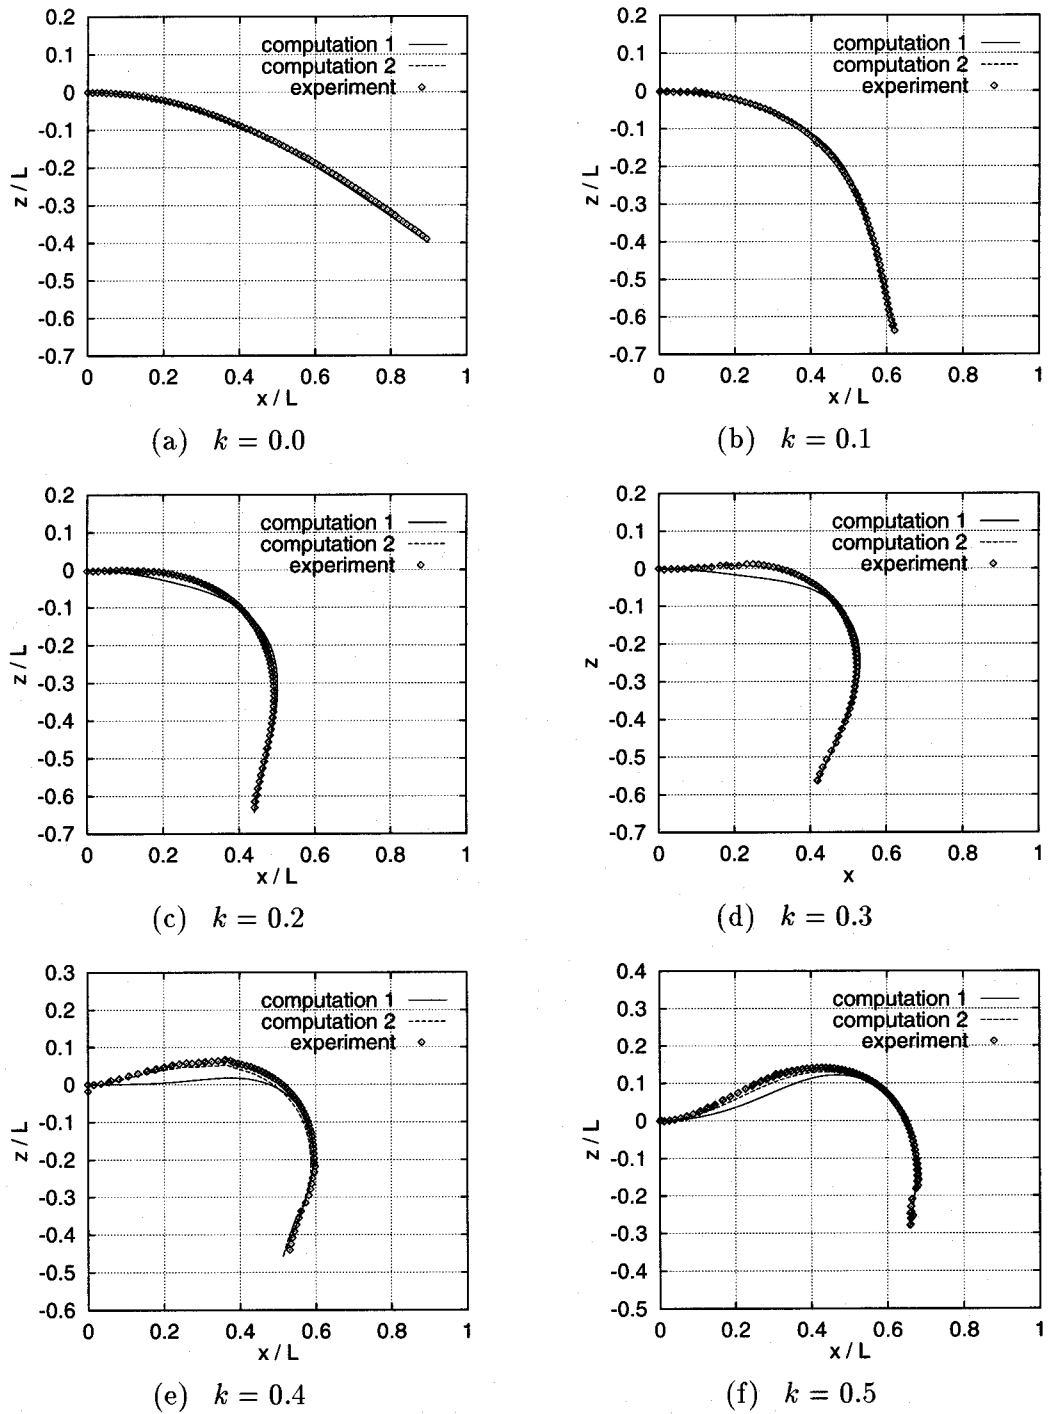 0.2
0.1
0
-0.1
-0.2
-0.3
-0.4
-0.5
-0.6
-0.7
z / L
computation 1
computation 2
experiment
0 0.2 0.4 0.6 0.8 1
x / L
(a) k = 0.0
0.2
0.1
0
-0.1
-0.2
-0.3
-0.4
-0.5
-0.6
-0.7
z / L
computation 1
computation 2
experiment
0 0.2 0.4 0.6 0.8 1
x / L
(b) k = 0.1
0.2
0.1
0
-0.1
-0.2
-0.3
-0.4
-0.5
-0.6
-0.7
z / L
computation 1
computation 2
experiment
0 0.2 0.4 0.6 0.8 1
x / L
(c) k = 0.2
0.2
0.1
0
-0.1
-0.2
-0.3
-0.4
-0.5
-0.6
-0.7
z
computation 1
computation 2
experiment
0 0.2 0.4 0.6 0.8 1
x
(d) k = 0.3
0.3
0.2
0.1
0
-0.1
-0.2
-0.3
-0.4
-0.5
-0.6
z / L
computation 1
computation 2
experiment
0 0.2 0.4 0.6 0.8 1
x / L
(e) k = 0.4
0.4
0.3
0.2
0.1
0
-0.1
-0.2
-0.3
-0.4
-0.5
z / L
computation 1
computation 2
experiment
0 0.2 0.4 0.6 0.8 1
x / L
(f) k = 0.5